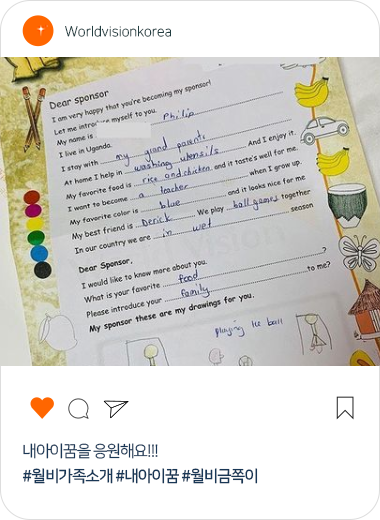 Worldvisionkorea
Dear sponsor
I am very happy that you're becoming my sponsor!
Let me introduce myself to you.
My name is Philip
I live in Uganda.
I stay with my grand parents
At home I help in washing utensils And I enjoy it.
My favorite food is rice and chicken and it taste's well for me.
I want to become a teacher when I grow up.
My favorite color is blue and it looks nice for me
My best friend is Derick We play ball games together
In our country we are in wet season
Dear Sponsor,
I would like to know more about you.
What is your favorite food ?
Please introduce your family to me?
My sponsor these are my drawings for you.
playing the ball
내아이꿈을 응원해요!!!
#월비가족소개 #내아이꿈 #월비금쪽이